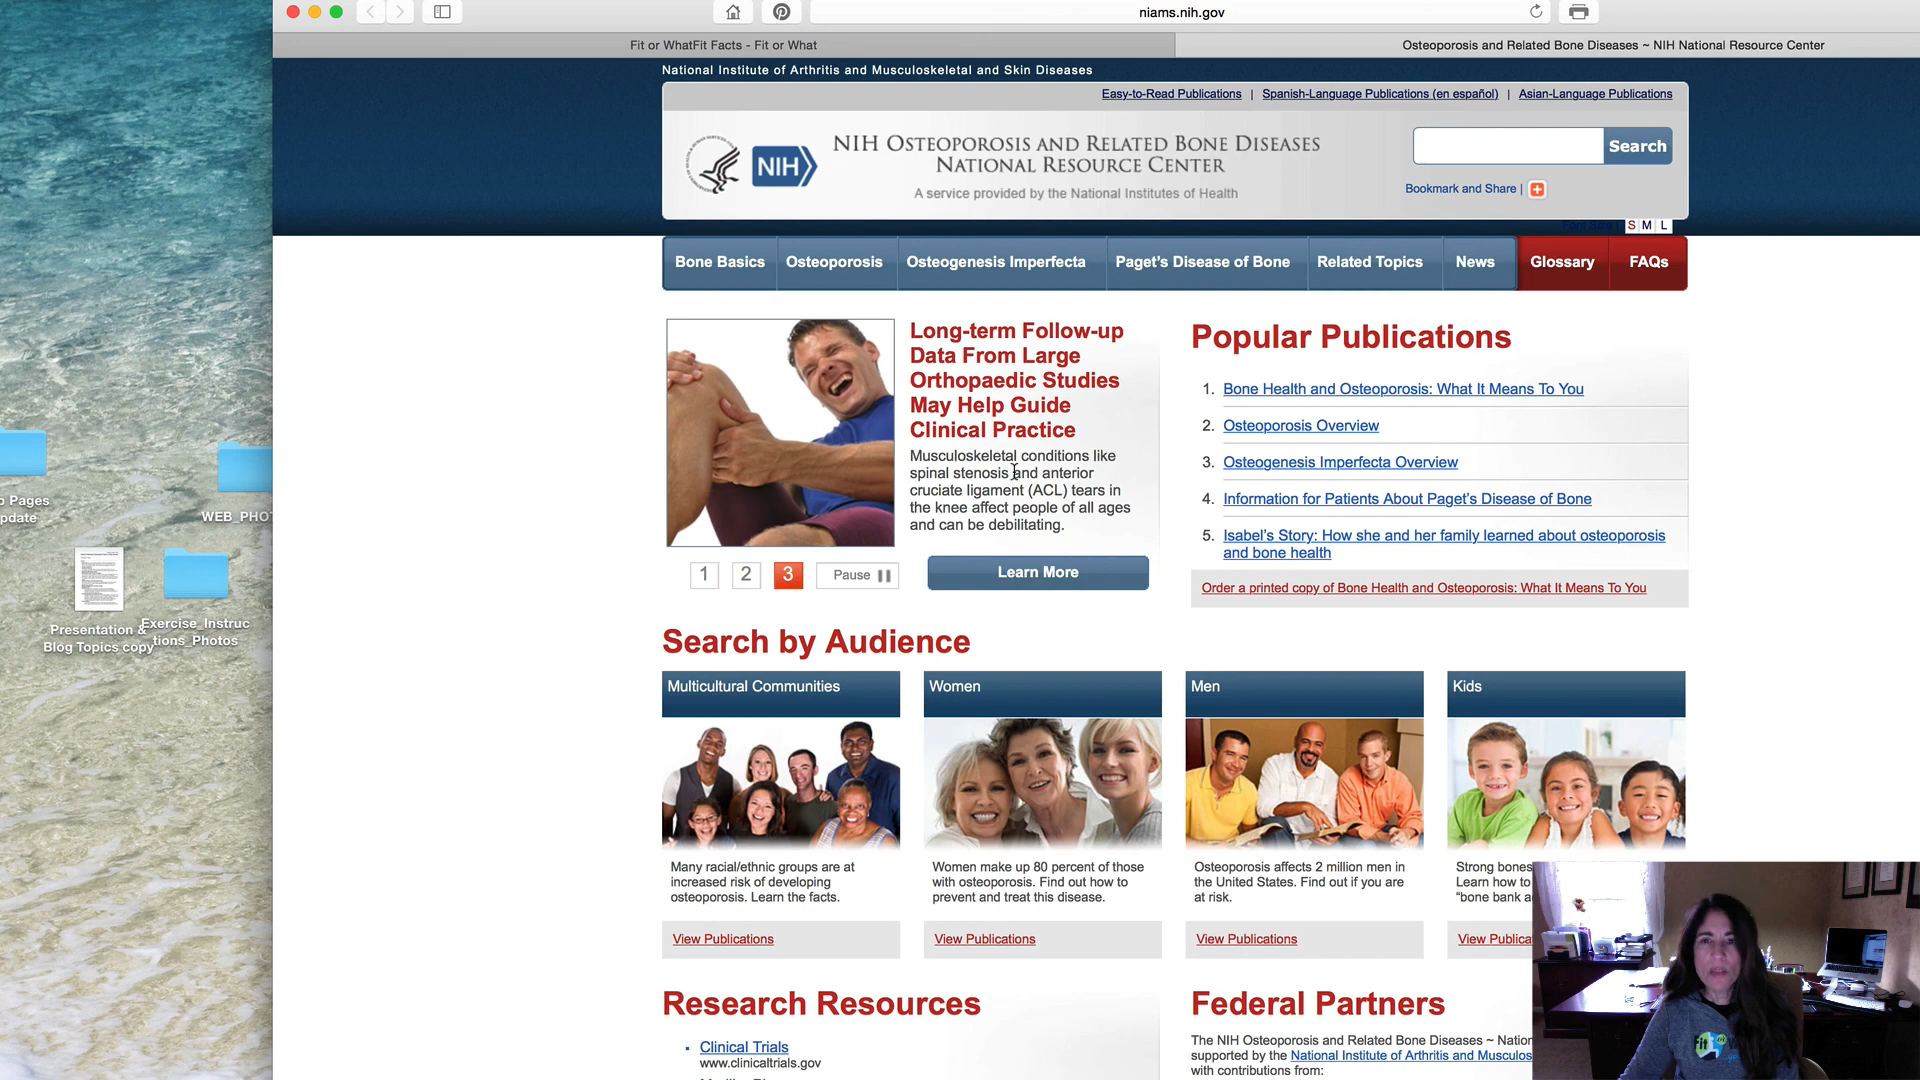 niams.nih.gov
Fit or WhatFit Facts - Fit or What
Osteoporosis and Related Bone Diseases ~ NIH National Resource Center
National Institute of Arthritis and Musculoskeletal and Skin Diseases
Easy-to-Read Publications | Spanish-Language Publications (en español) | Asian-Language Publications
NIH
NIH Osteoporosis and Related Bone Diseases
National Resource Center
A service provided by the National Institutes of Health
Search
Bookmark and Share |
S M L
Bone Basics
Osteoporosis
Osteogenesis Imperfecta
Paget's Disease of Bone
Related Topics
News
Glossary
FAQs
Long-term Follow-up
Data From Large
Orthopaedic Studies
May Help Guide
Clinical Practice
Musculoskeletal conditions like
spinal stenosis and anterior
cruciate ligament (ACL) tears in
the knee affect people of all ages
and can be debilitating.
1 2 3 Pause
Learn More
Popular Publications
1. Bone Health and Osteoporosis: What It Means To You
2. Osteoporosis Overview
3. Osteogenesis Imperfecta Overview
4. Information for Patients About Paget's Disease of Bone
5. Isabel's Story: How she and her family learned about osteoporosis
and bone health
Order a printed copy of Bone Health and Osteoporosis: What It Means To You
Search by Audience
Multicultural Communities
Many racial/ethnic groups are at
increased risk of developing
osteoporosis. Learn the facts.
View Publications
Women
Women make up 80 percent of those
with osteoporosis. Find out how to
prevent and treat this disease.
View Publications
Men
Osteoporosis affects 2 million men in
the United States. Find out if you are
at risk.
View Publications
Kids
Strong bones
Learn how to
"bone bank a
View Publica
Research Resources
Clinical Trials
www.clinicaltrials.gov
Federal Partners
The NIH Osteoporosis and Related Bone Diseases ~ Natio
supported by the National Institute of Arthritis and Musculos
with contributions from:
Pages
pdate
WEB_PHO
Presentation &
Blog Topics copy
Exercise_Instruc
tions_Photos
fit